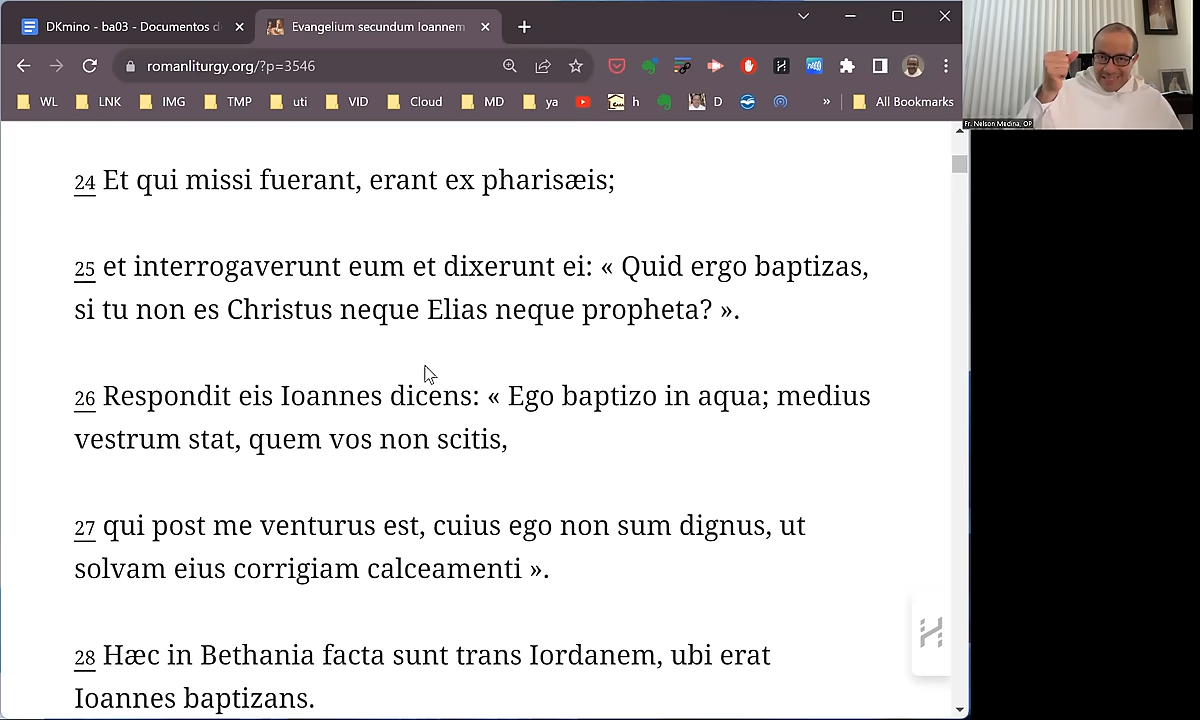 DKmino - ba03 - Documentos d
Evangelium secundum Ioannem
romanliturgy.org/?p=3546
WL LNK IMG TMP uti VID Cloud MD ya h D » All Bookmarks
Fr. Nelson Medina, OP
24 Et qui missi fuerant, erant ex pharisæis;
25 et interrogaverunt eum et dixerunt ei: « Quid ergo baptizas,
si tu non es Christus neque Elias neque propheta? ».
26 Respondit eis Ioannes dicens: « Ego baptizo in aqua; medius
vestrum stat, quem vos non scitis,
27 qui post me venturus est, cuius ego non sum dignus, ut
solvam eius corrigiam calceamenti ».
28 Hæc in Bethania facta sunt trans Iordanem, ubi erat
Ioannes baptizans.